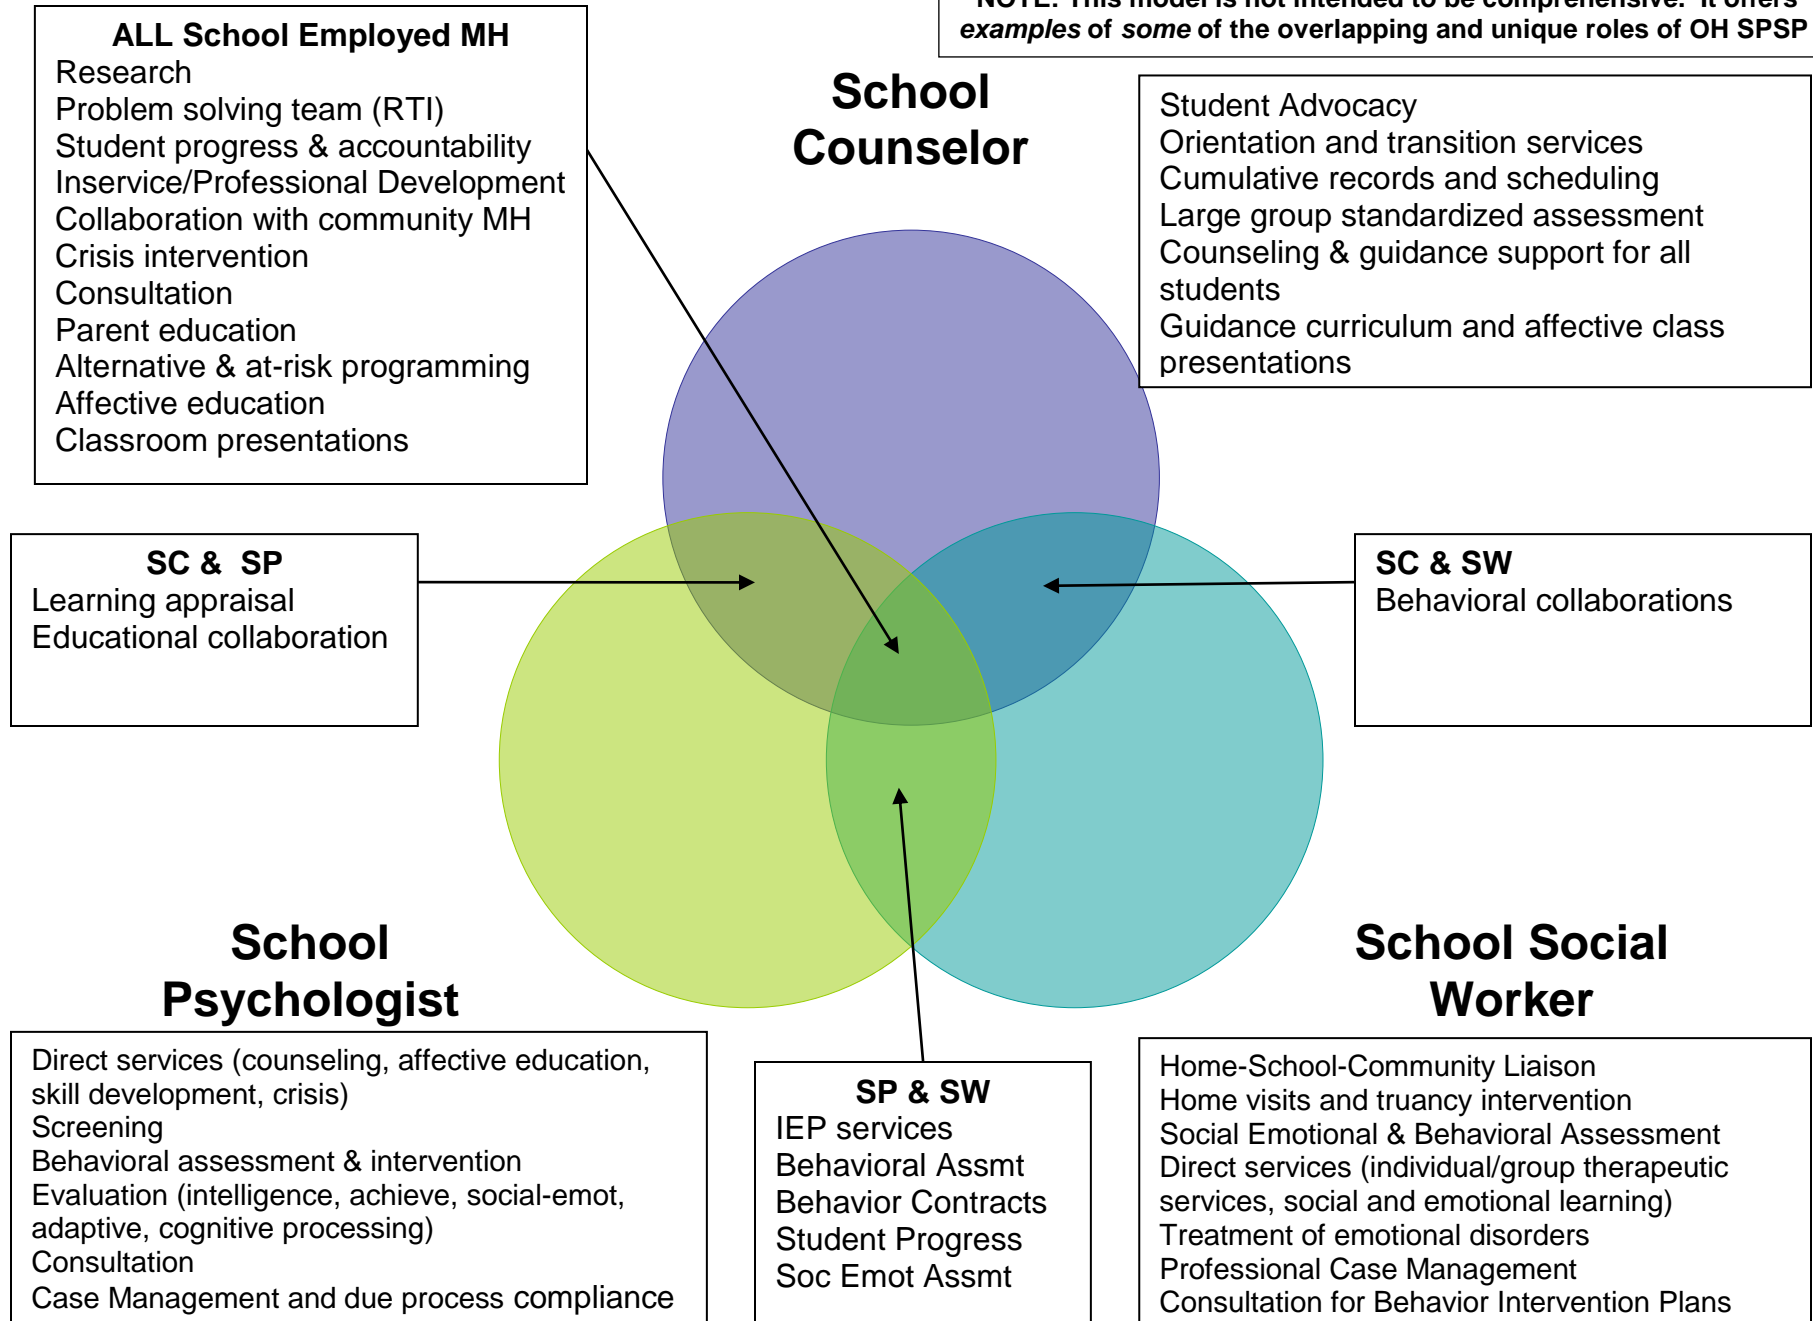 NOTE: This model is not intended to be comprehensive. It offers
examples of some of the overlapping and unique roles of OH SPSP
ALL School Employed MH
Research
Problem solving team (RTI)
Student progress & accountability
Inservice/Professional Development
Collaboration with community MH
Crisis intervention
Consultation
Parent education
Alternative & at-risk programming
Affective education
Classroom presentations
School
Counselor
Student Advocacy
Orientation and transition services
Cumulative records and scheduling
Large group standardized assessment
Counseling & guidance support for all
students
Guidance curriculum and affective class
presentations
SC & SP
Learning appraisal
Educational collaboration
SC & SW
Behavioral collaborations
School
Psychologist
Direct services (counseling, affective education,
skill development, crisis)
Screening
Behavioral assessment & intervention
Evaluation (intelligence, achieve, social-emot,
adaptive, cognitive processing)
Consultation
Case Management and due process compliance
SP & SW
IEP services
Behavioral Assmt
Behavior Contracts
Student Progress
Soc Emot Assmt
School Social
Worker
Home-School-Community Liaison
Home visits and truancy intervention
Social Emotional & Behavioral Assessment
Direct services (individual/group therapeutic
services, social and emotional learning)
Treatment of emotional disorders
Professional Case Management
Consultation for Behavior Intervention Plans